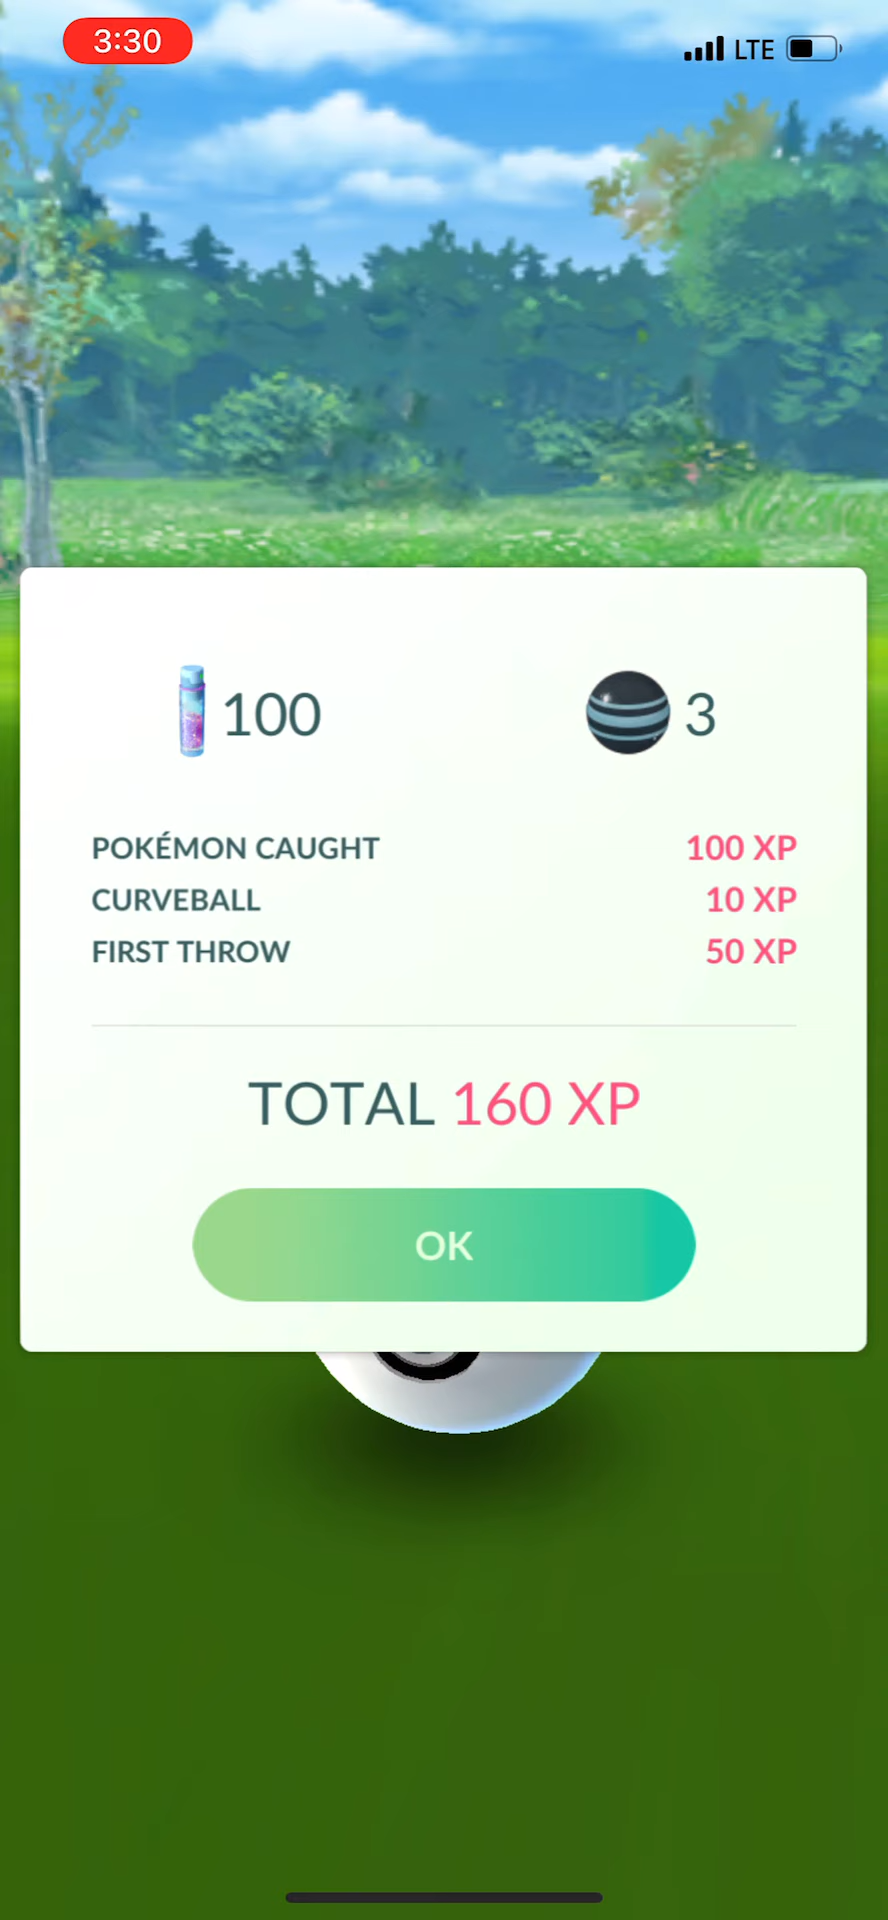 3:30 LTE
100 3
POKÉMON CAUGHT 100 XP
CURVEBALL 10 XP
FIRST THROW 50 XP
TOTAL 160 XP
OK